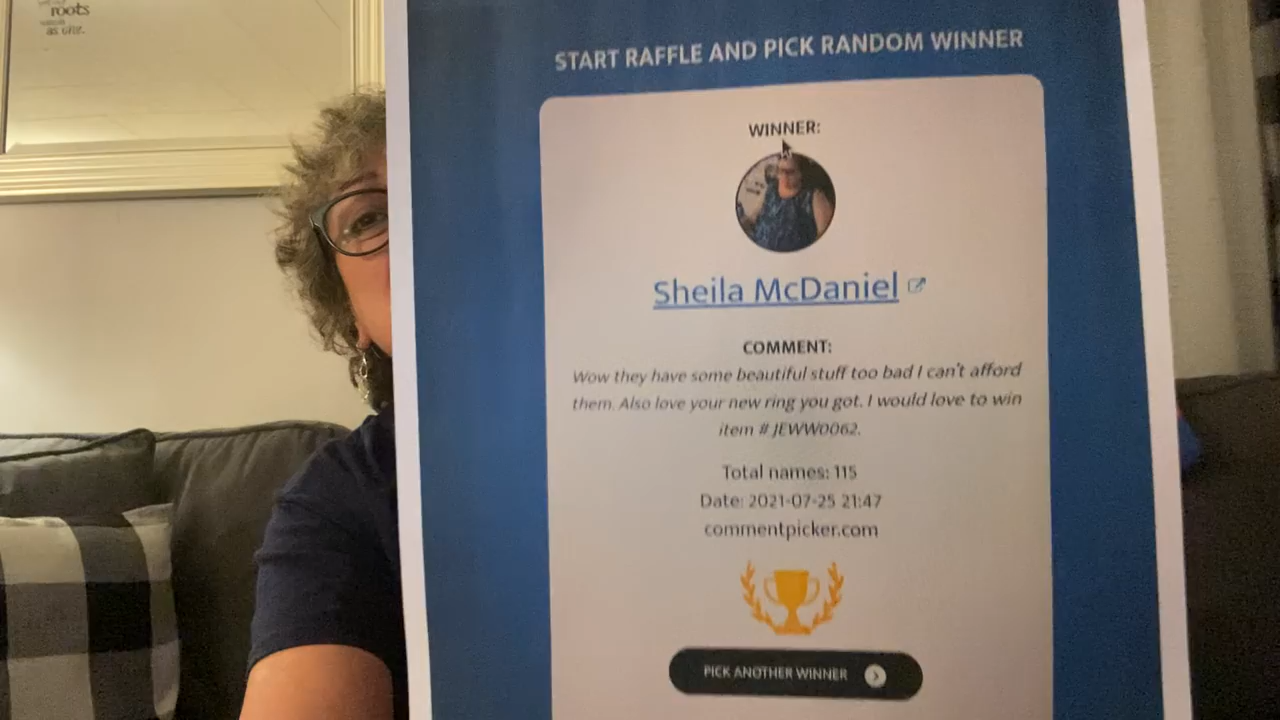 roots
as one.
START RAFFLE AND PICK RANDOM WINNER
WINNER:
Sheila McDaniel
COMMENT:
Wow they have some beautiful stuff too bad I can't afford
them. Also love your new ring you got. I would love to win
item # JEWW0062.
Total names: 115
Date: 2021-07-25 21:47
commentpicker.com
PICK ANOTHER WINNER